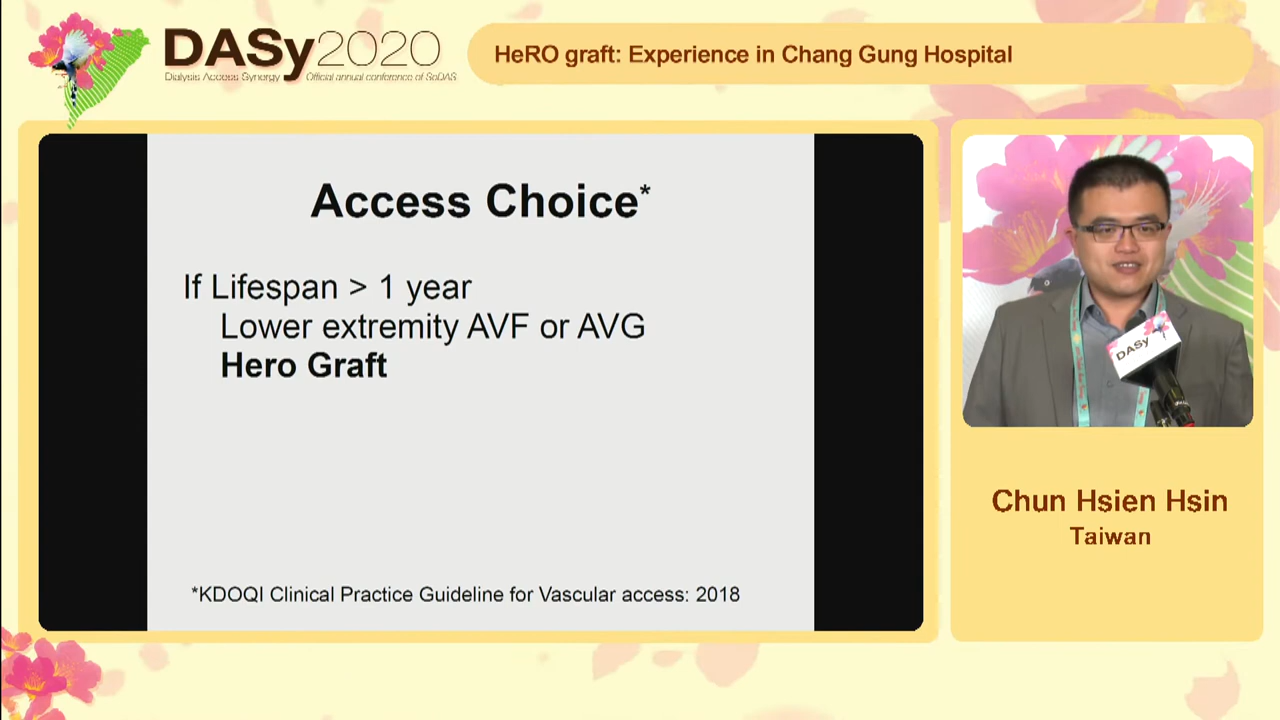 DASy2020
Dialysis Access Synergy Official annual conference of SoDAS
HeRO graft: Experience in Chang Gung Hospital
Access Choice*
If Lifespan > 1 year
Lower extremity AVF or AVG
Hero Graft
*KDOQI Clinical Practice Guideline for Vascular access: 2018
DASy
Chun Hsien Hsin
Taiwan